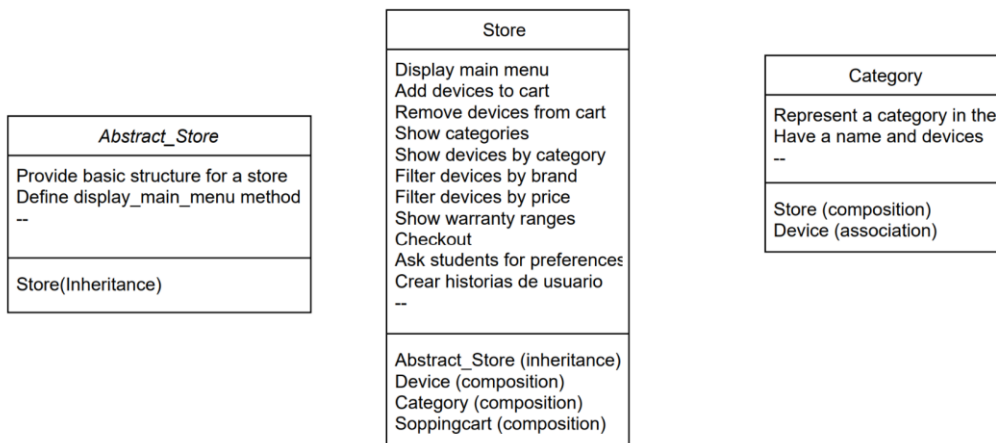 Abstract_Store
Provide basic structure for a store
Define display_main_menu method
--
Store(Inheritance)
Store
Display main menu
Add devices to cart
Remove devices from cart
Show categories
Show devices by category
Filter devices by brand
Filter devices by price
Show warranty ranges
Checkout
Ask students for preferences
Crear historias de usuario
--
Abstract_Store (inheritance)
Device (composition)
Category (composition)
Soppingcart (composition)
Category
Represent a category in the
Have a name and devices
--
Store (composition)
Device (association)